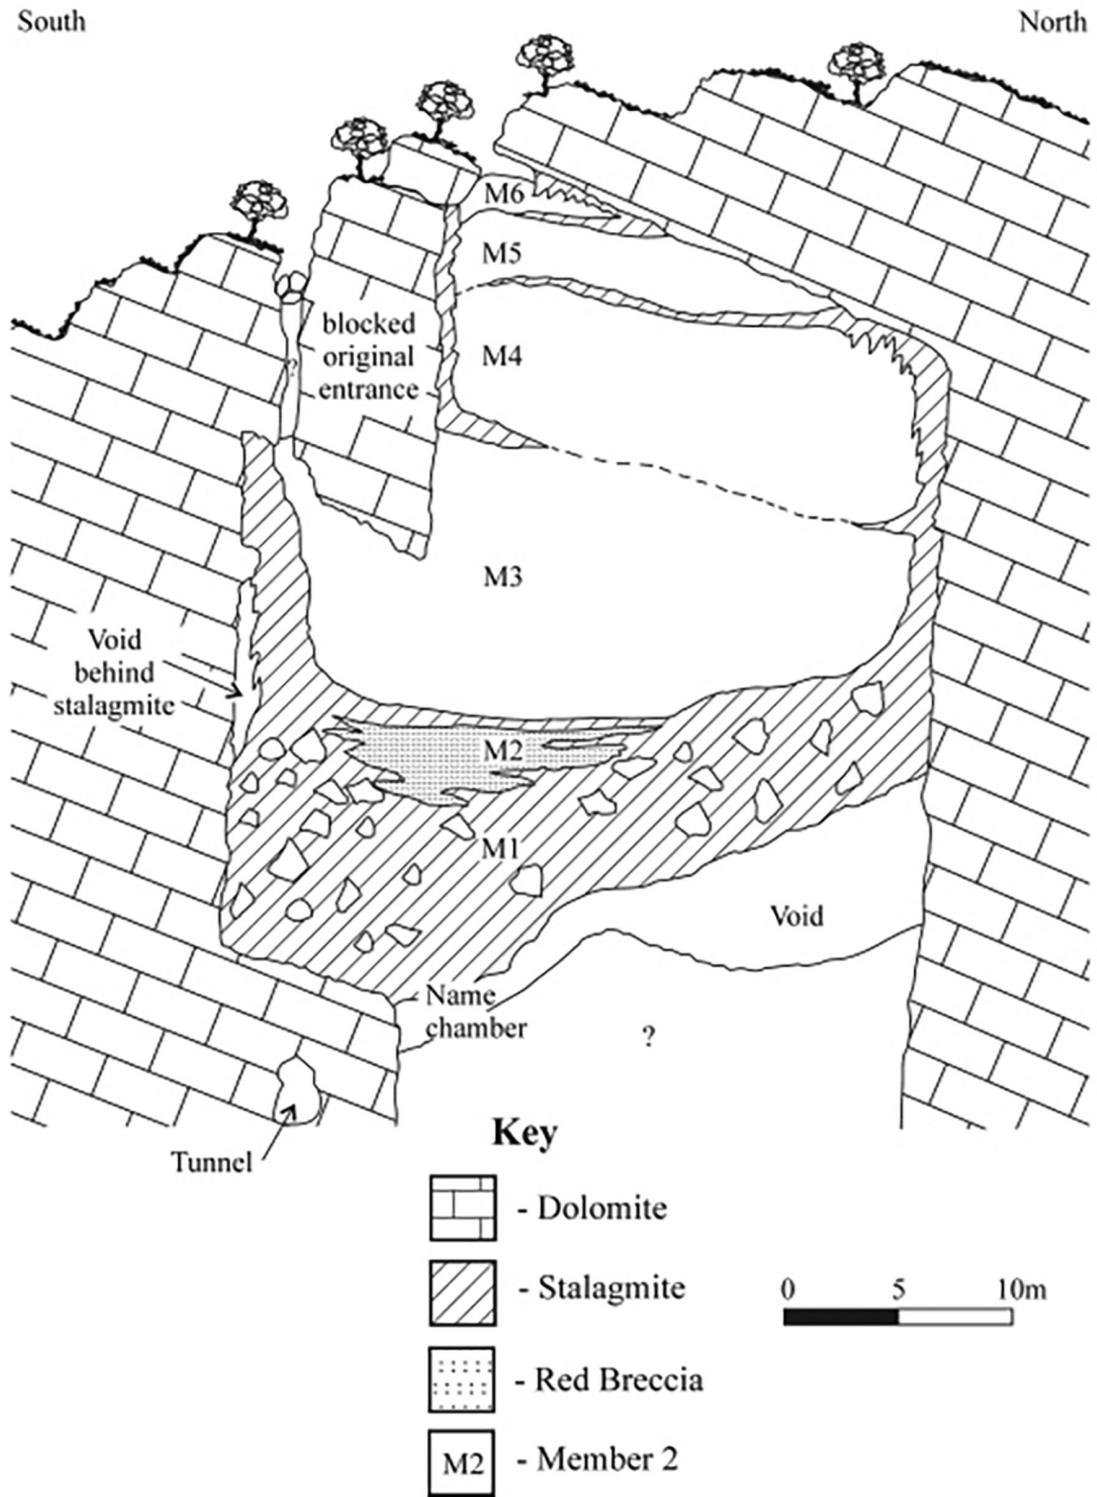 South
North
M6
M5
blocked
original
entrance
?
M4
M3
Void
behind
stalagmite
M2
M1
Void
Name
chamber
?
Tunnel
Key
- Dolomite
- Stalagmite
0 5 10m
- Red Breccia
M2 - Member 2